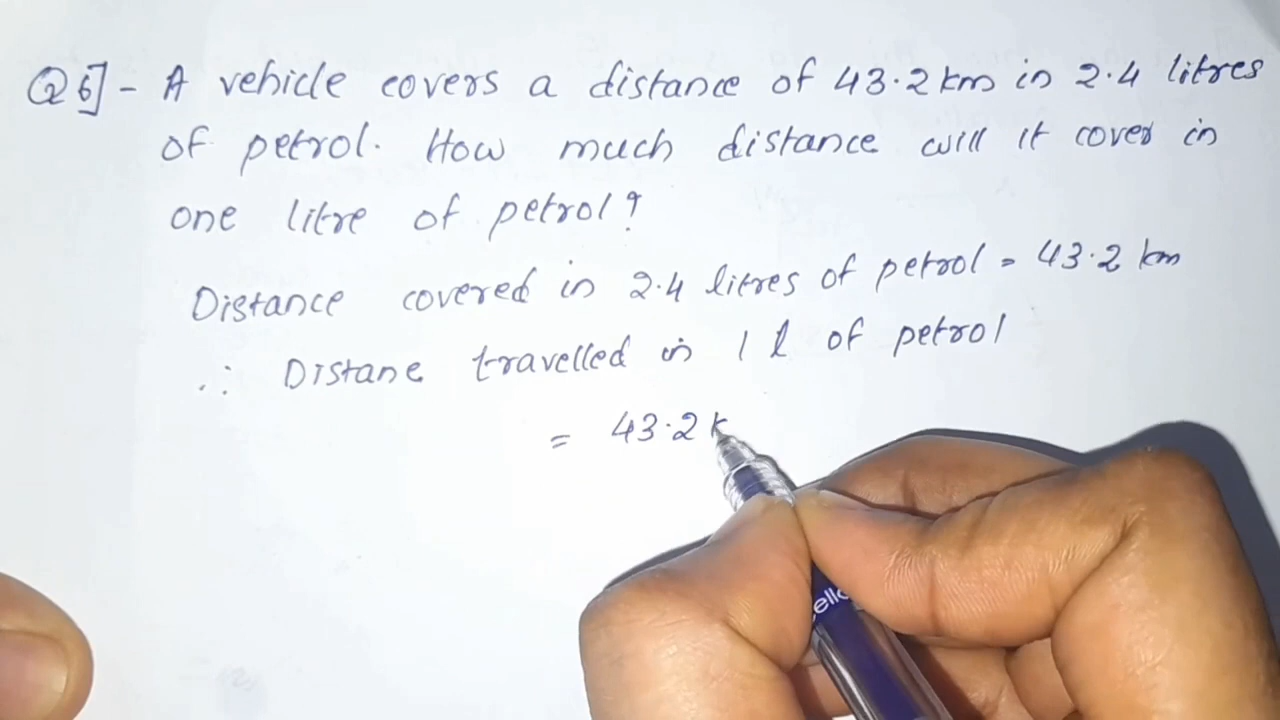 Q6]- A vehicle covers a distance of 43.2 km in 2.4 litres
of petrol. How much distance will it cover in
one litre of petrol?
Distance covered in 2.4 litres of petrol = 43.2 km
∴ Distane travelled in 1 l of petrol
= 43.2 k
cello